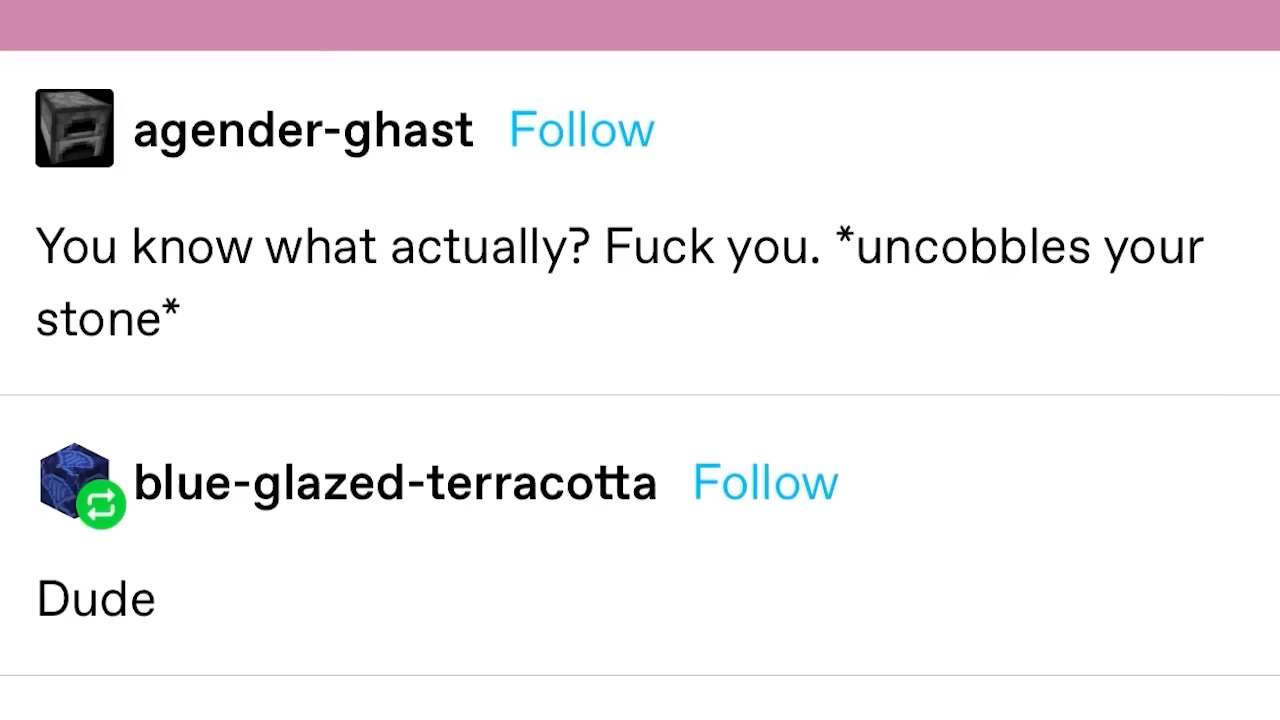 agender-ghast Follow
You know what actually? Fuck you. *uncobbles your
stone*
blue-glazed-terracotta Follow
Dude